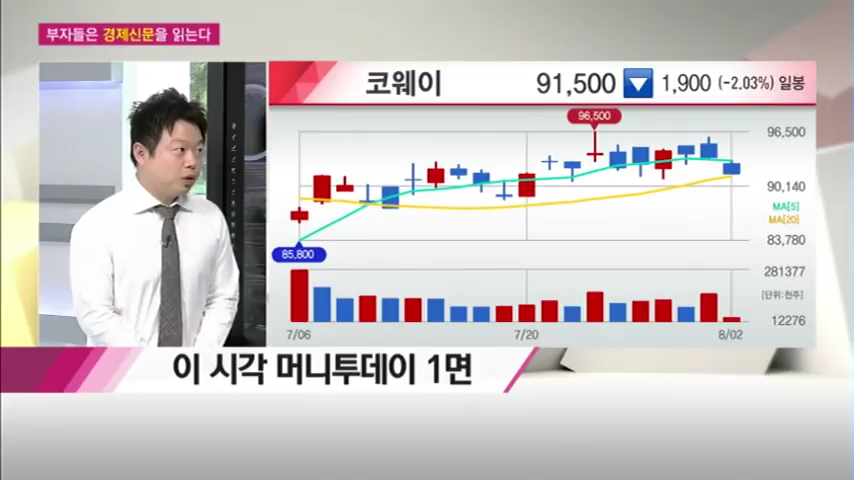 부자들은 경제신문을 읽는다
코웨이 91,500 ▼ 1,900 (-2.03%) 일봉
96,500
96,500
90,140
MA[5]
MA[20]
83,780
85,800
281377
[단위:천주]
12276
7/06 7/20 8/02
이 시각 머니투데이 1면